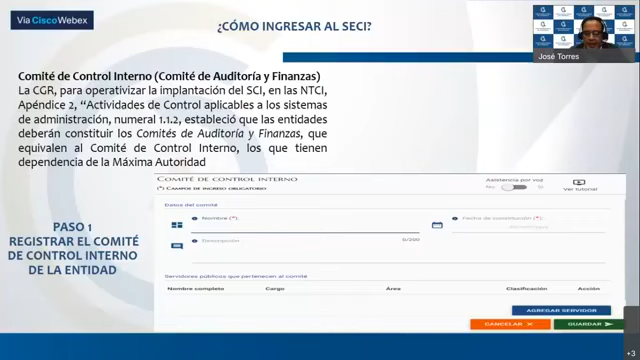 Via CiscoWebex
¿CÓMO INGRESAR AL SECI?
José Torres
Comité de Control Interno (Comité de Auditoría y Finanzas)
La CGR, para operativizar la implantación del SCI, en las NTCI,
Apéndice 2, “Actividades de Control aplicables a los sistemas
de administración, numeral 1.1.2, estableció que las entidades
deberán constituir los Comités de Auditoría y Finanzas, que
equivalen al Comité de Control Interno, los que tienen
dependencia de la Máxima Autoridad
PASO 1
REGISTRAR EL COMITÉ
DE CONTROL INTERNO
DE LA ENTIDAD
COMITÉ DE CONTROL INTERNO
(*) CAMPOS DE INGRESO OBLIGATORIO
Asistencia por voz
No Si
Ver tutorial
Datos del comité
Nombre (*):
Fecha de conformación (*):
Descripción
0/200
Servidores públicos que pertenecen al comité
Nombre completo Cargo Área Clasificación Acción
AGREGAR SERVIDOR
CANCELAR GUARDAR
+3